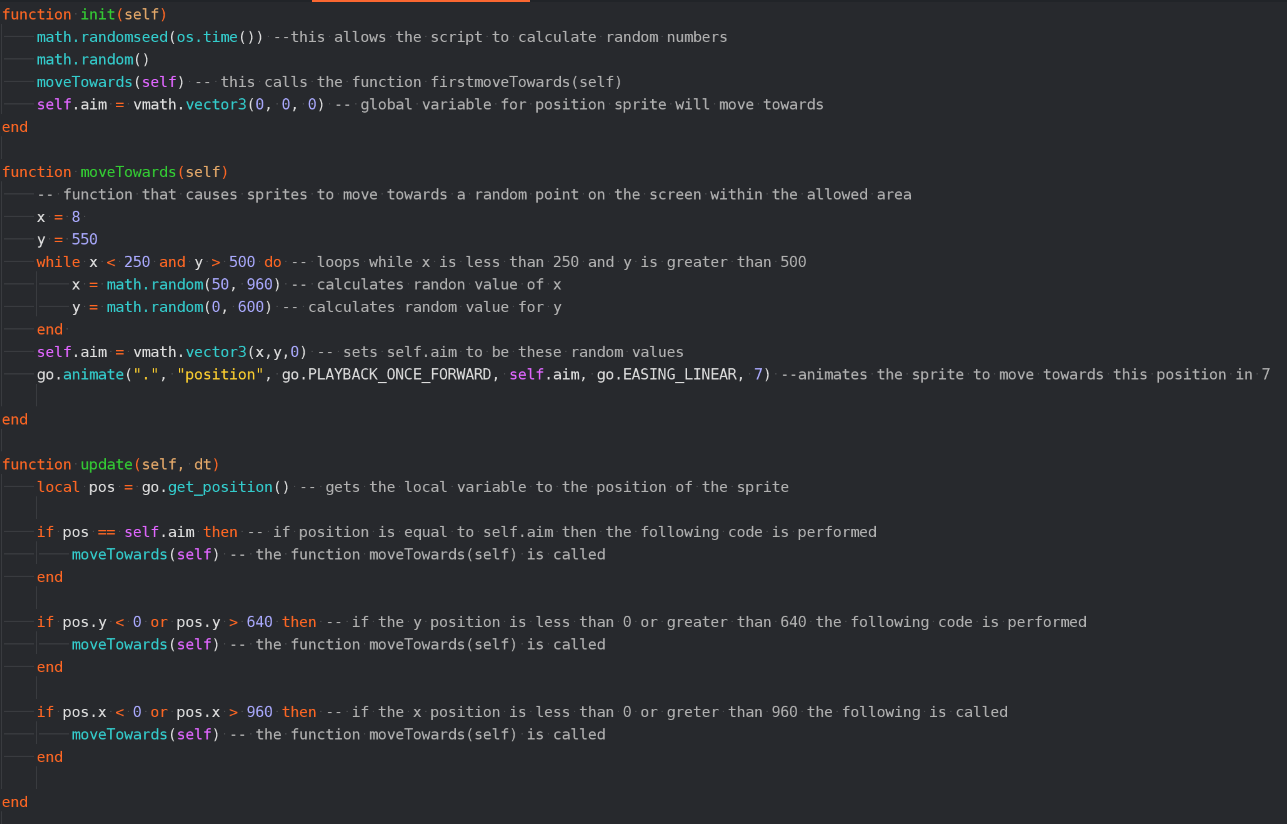 function init(self)
    math.randomseed(os.time()) --this allows the script to calculate random numbers
    math.random()
    moveTowards(self) -- this calls the function firstmoveTowards(self)
    self.aim = vmath.vector3(0, 0, 0) -- global variable for position sprite will move towards
end
function moveTowards(self)
    -- function that causes sprites to move towards a random point on the screen within the allowed area
    x = 8
    y = 550
    while x < 250 and y > 500 do -- loops while x is less than 250 and y is greater than 500
        x = math.random(50, 960) -- calculates randon value of x
        y = math.random(0, 600) -- calculates random value for y
    end
    self.aim = vmath.vector3(x,y,0) -- sets self.aim to be these random values
    go.animate(".", "position", go.PLAYBACK_ONCE_FORWARD, self.aim, go.EASING_LINEAR, 7) --animates the sprite to move towards this position in 7
end
function update(self, dt)
    local pos = go.get_position() -- gets the local variable to the position of the sprite
    if pos == self.aim then -- if position is equal to self.aim then the following code is performed
        moveTowards(self) -- the function moveTowards(self) is called
    end
    if pos.y < 0 or pos.y > 640 then -- if the y position is less than 0 or greater than 640 the following code is performed
        moveTowards(self) -- the function moveTowards(self) is called
    end
    if pos.x < 0 or pos.x > 960 then -- if the x position is less than 0 or greter than 960 the following is called
        moveTowards(self) -- the function moveTowards(self) is called
    end
end